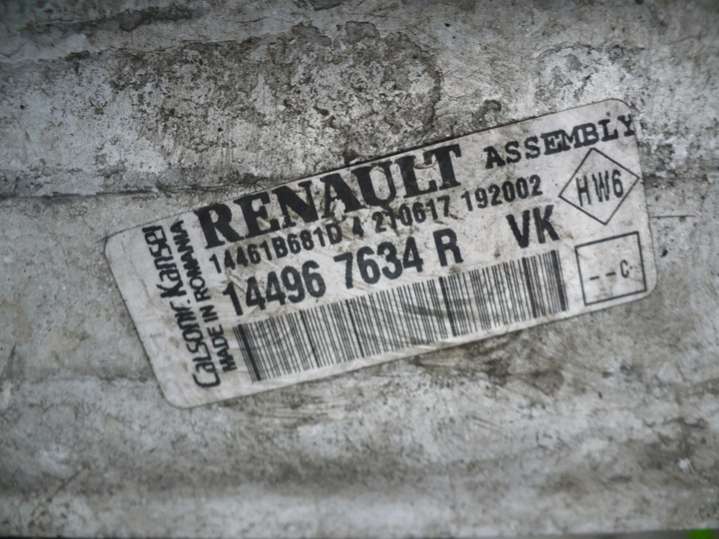 RENAULT ASSEMBLY
14461B681D 4 210617 192002
14496 7634 R VK
HW6
--C
Calsonic Kansei
MADE IN ROMANIA